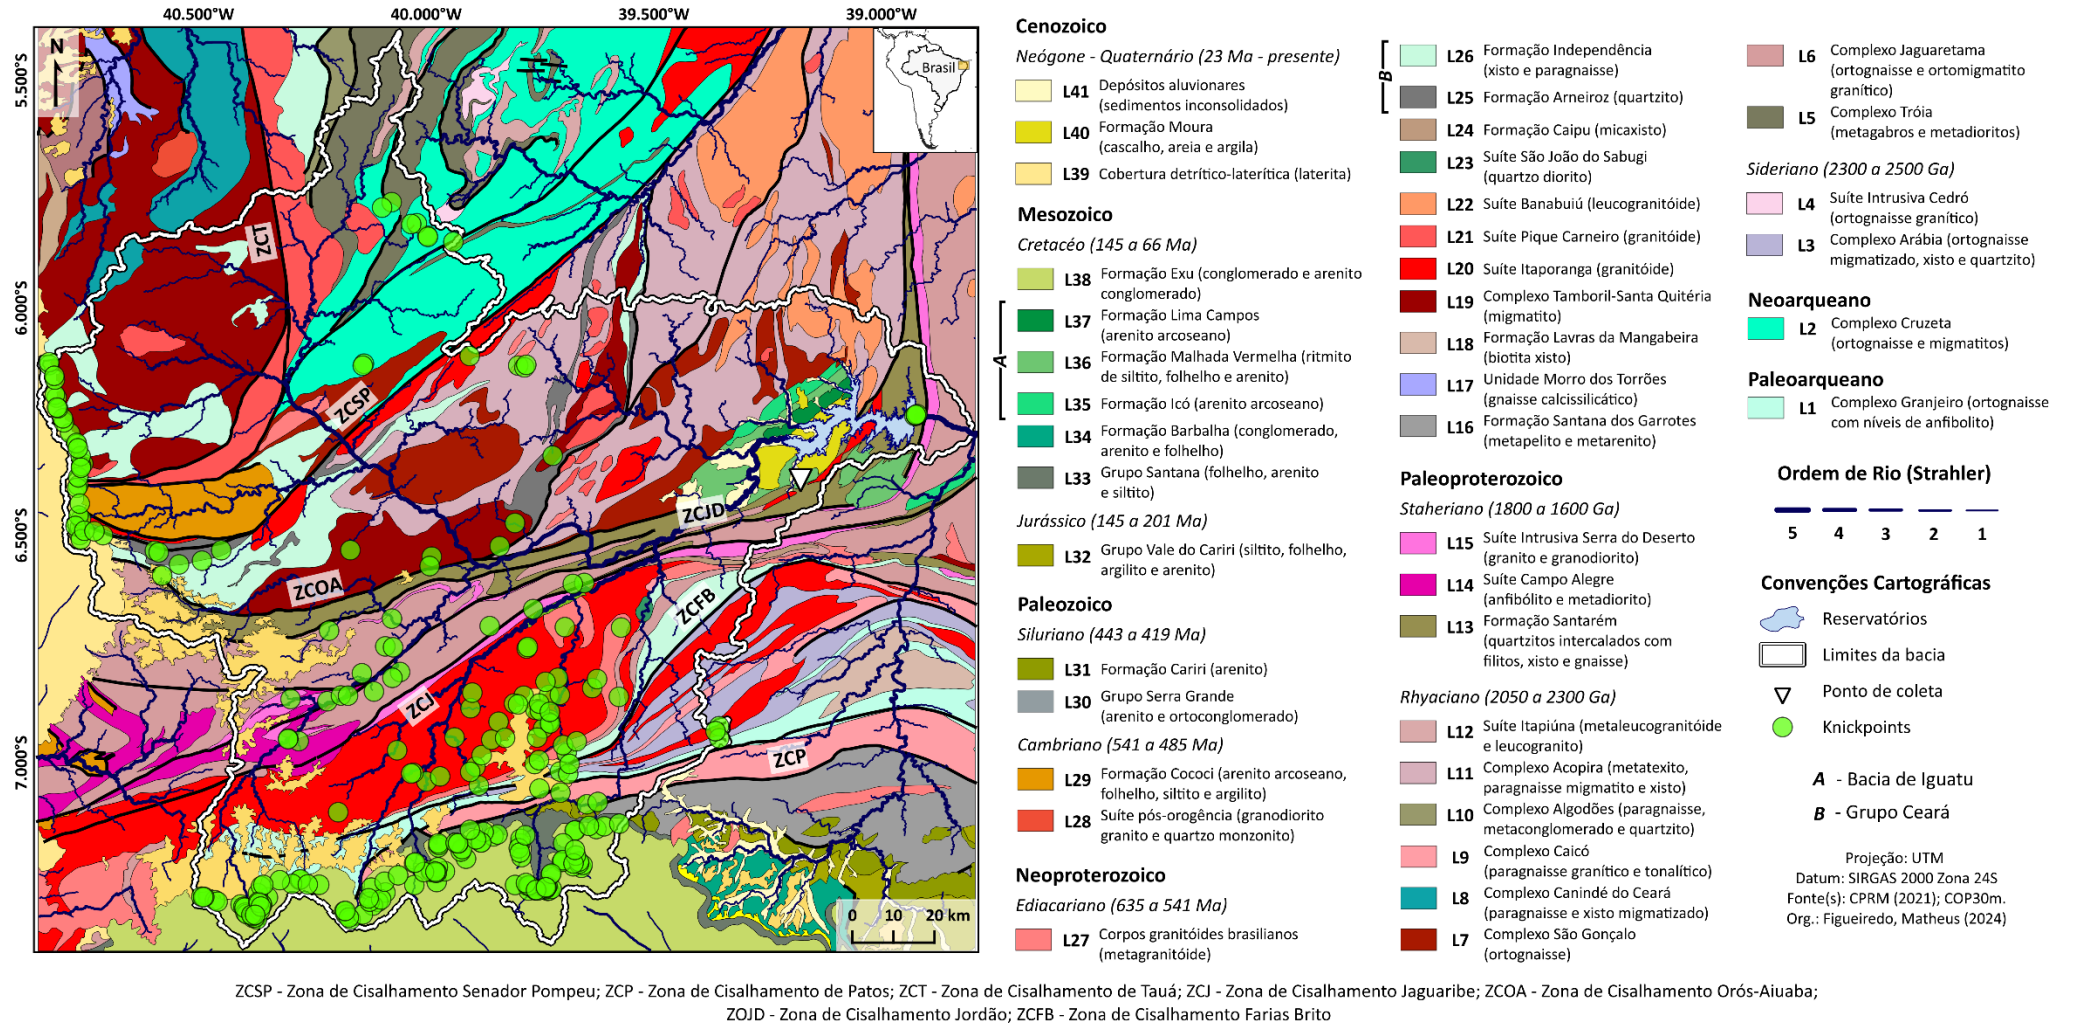 40.500°W 40.000°W 39.500°W 39.000°W
5.500°S
6.000°S
6.500°S
7.000°S
N
Brasil
ZCT
ZCSP
ZCJD
ZCOA
ZCFB
ZCJ
ZCP
0 10 20 km
Cenozoico
Neógone - Quaternário (23 Ma - presente)
L41 Depósitos aluvionares
(sedimentos inconsolidados)
L40 Formação Moura
(cascalho, areia e argila)
L39 Cobertura detrítico-laterítica (laterita)
Mesozoico
Cretacéo (145 a 66 Ma)
L38 Formação Exu (conglomerado e arenito
conglomerado)
A
L37 Formação Lima Campos
(arenito arcoseano)
L36 Formação Malhada Vermelha (ritmito
de siltito, folhelho e arenito)
L35 Formação Icó (arenito arcoseano)
L34 Formação Barbalha (conglomerado,
arenito e folhelho)
L33 Grupo Santana (folhelho, arenito
e siltito)
Jurássico (145 a 201 Ma)
L32 Grupo Vale do Cariri (siltito, folhelho,
argilito e arenito)
Paleozoico
Siluriano (443 a 419 Ma)
L31 Formação Cariri (arenito)
L30 Grupo Serra Grande
(arenito e ortoconglomerado)
Cambriano (541 a 485 Ma)
L29 Formação Cococi (arenito arcoseano,
folhelho, siltito e argilito)
L28 Suíte pós-orogência (granodiorito
granito e quartzo monzonito)
Neoproterozoico
Ediacariano (635 a 541 Ma)
L27 Corpos granitóides brasilianos
(metagranitóide)
B
L26 Formação Independência
(xisto e paragnaisse)
L25 Formação Arneiroz (quartzito)
L24 Formação Caipu (micaxisto)
L23 Suíte São João do Sabugi
(quartzo diorito)
L22 Suíte Banabuiú (leucogranitóide)
L21 Suíte Pique Carneiro (granitóide)
L20 Suíte Itaporanga (granitóide)
L19 Complexo Tamboril-Santa Quitéria
(migmatito)
L18 Formação Lavras da Mangabeira
(biotita xisto)
L17 Unidade Morro dos Torrões
(gnaisse calcissilicático)
L16 Formação Santana dos Garrotes
(metapelito e metarenito)
Paleoproterozoico
Staheriano (1800 a 1600 Ga)
L15 Suíte Intrusiva Serra do Deserto
(granito e granodiorito)
L14 Suíte Campo Alegre
(anfibólito e metadiorito)
L13 Formação Santarém
(quartzitos intercalados com
filitos, xisto e gnaisse)
Rhyaciano (2050 a 2300 Ga)
L12 Suíte Itapiúna (metaleucogranitóide
e leucogranito)
L11 Complexo Acopira (metatexito,
paragnaisse migmatito e xisto)
L10 Complexo Algodões (paragnaisse,
metaconglomerado e quartzito)
L9 Complexo Caicó
(paragnaisse granítico e tonalítico)
L8 Complexo Canindé do Ceará
(paragnaisse e xisto migmatizado)
L7 Complexo São Gonçalo
(ortognaisse)
L6 Complexo Jaguaretama
(ortognaisse e ortomigmatito
granítico)
L5 Complexo Tróia
(metagabros e metadioritos)
Sideriano (2300 a 2500 Ga)
L4 Suíte Intrusiva Cedró
(ortognaisse granítico)
L3 Complexo Arábia (ortognaisse
migmatizado, xisto e quartzito)
Neoarqueano
L2 Complexo Cruzeta
(ortognaisse e migmatitos)
Paleoarqueano
L1 Complexo Granjeiro (ortognaisse
com níveis de anfibolito)
Ordem de Rio (Strahler)
5 4 3 2 1
Convenções Cartográficas
Reservatórios
Limites da bacia
Ponto de coleta
Knickpoints
A - Bacia de Iguatu
B - Grupo Ceará
Projeção: UTM
Datum: SIRGAS 2000 Zona 24S
Fonte(s): CPRM (2021); COP30m.
Org.: Figueiredo, Matheus (2024)
ZCSP - Zona de Cisalhamento Senador Pompeu; ZCP - Zona de Cisalhamento de Patos; ZCT - Zona de Cisalhamento de Tauá; ZCJ - Zona de Cisalhamento Jaguaribe; ZCOA - Zona de Cisalhamento Orós-Aiuaba;
ZOJD - Zona de Cisalhamento Jordão; ZCFB - Zona de Cisalhamento Farias Brito